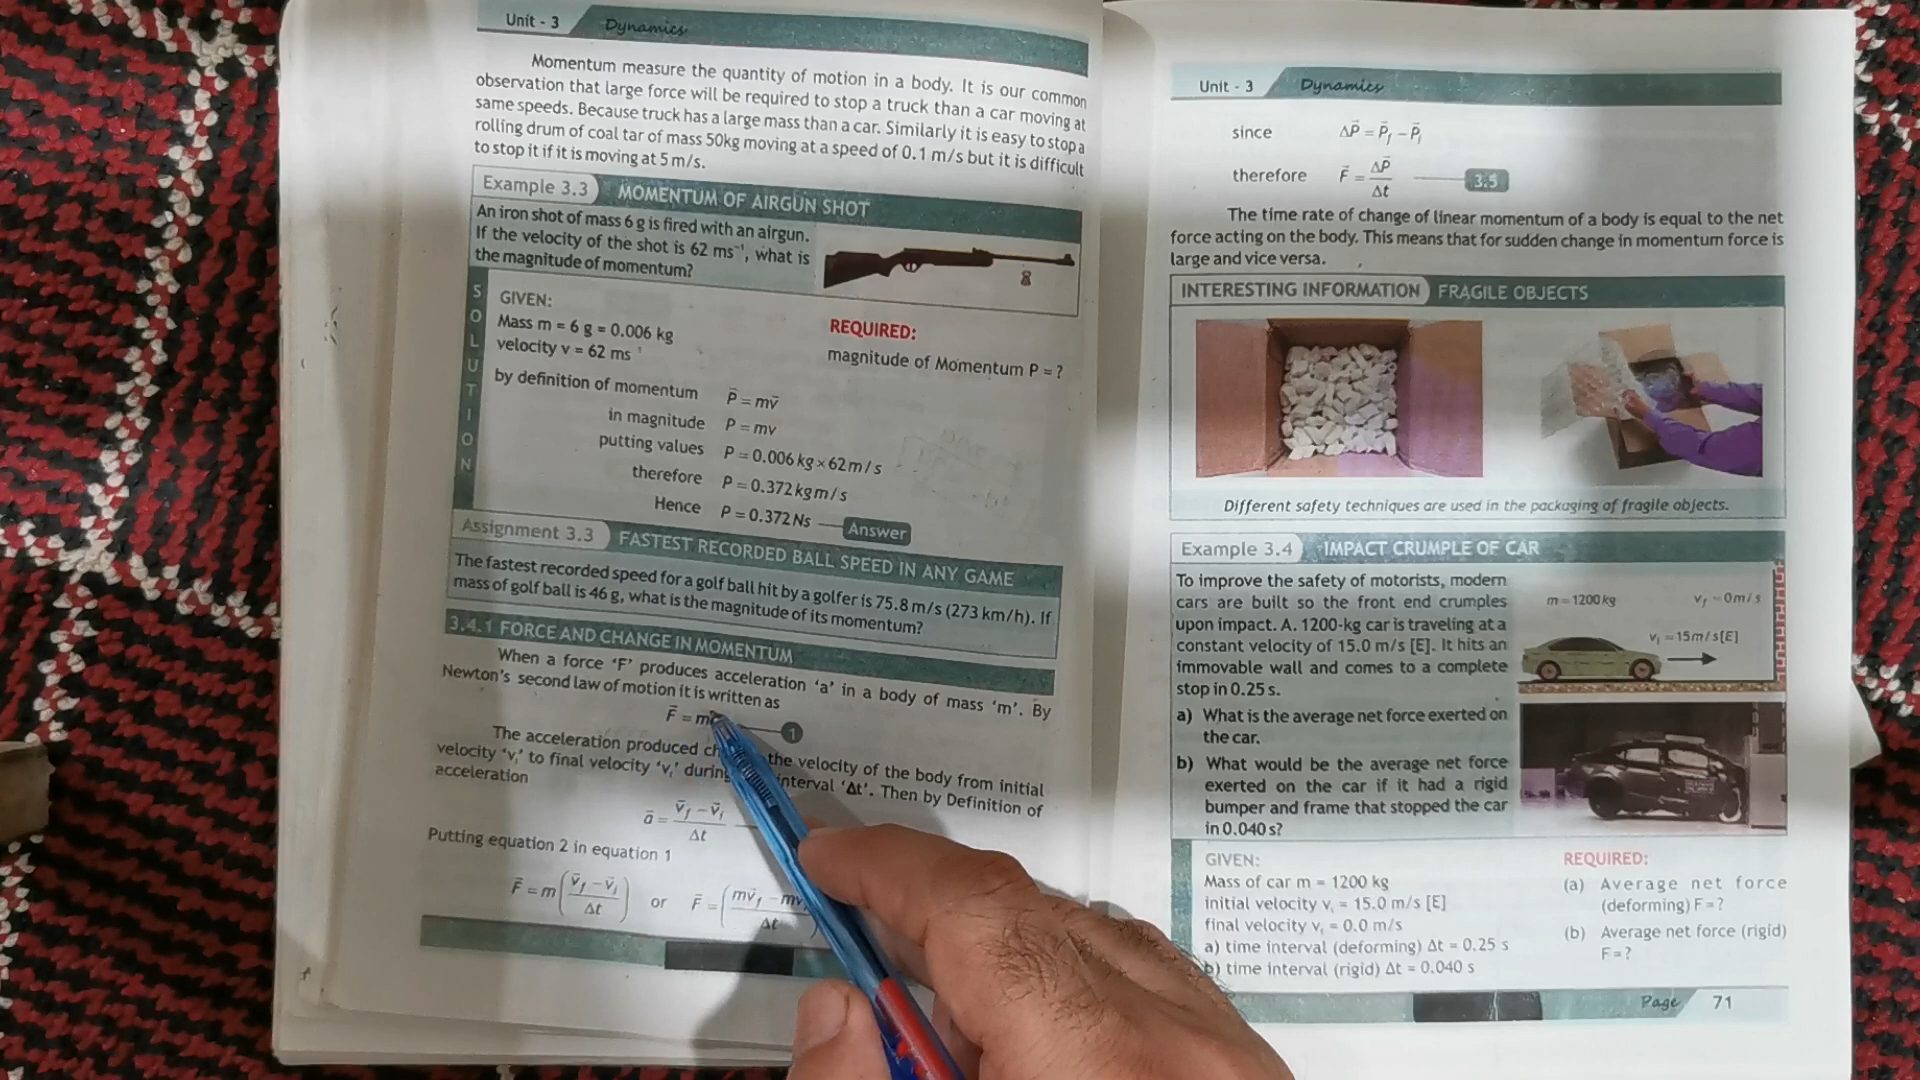 Unit - 3 Dynamics
Momentum measure the quantity of motion in a body. It is our common
observation that large force will be required to stop a truck than a car moving at
same speeds. Because truck has a large mass than a car. Similarly it is easy to stop a
rolling drum of coal tar of mass 50kg moving at a speed of 0.1 m/s but it is difficult
to stop it if it is moving at 5 m/s.
Example 3.3 MOMENTUM OF AIRGUN SHOT
An iron shot of mass 6 g is fired with an airgun.
If the velocity of the shot is 62 ms⁻¹, what is
the magnitude of momentum?
SOLUTION
GIVEN:
Mass m = 6 g = 0.006 kg
velocity v = 62 ms⁻¹
REQUIRED:
magnitude of Momentum P = ?
by definition of momentum P⃗ = mv⃗
in magnitude P = mv
putting values P = 0.006 kg × 62 m / s
therefore P = 0.372 kg m / s
Hence P = 0.372 Ns Answer
Assignment 3.3 FASTEST RECORDED BALL SPEED IN ANY GAME
The fastest recorded speed for a golf ball hit by a golfer is 75.8 m/s (273 km/h). If
mass of golf ball is 46 g, what is the magnitude of its momentum?
3.4.1 FORCE AND CHANGE IN MOMENTUM
When a force ‘F’ produces acceleration ‘a’ in a body of mass ‘m’. By
Newton's second law of motion it is written as
F⃗ = m 1
The acceleration produced the velocity of the body from initial
velocity ‘vᵢ’ to final velocity ‘vᵢ’ during interval ‘Δt’. Then by Definition of
acceleration
a⃗ = (v⃗f − v⃗i) / Δt
Putting equation 2 in equation 1
F⃗ = m((v⃗f − v⃗i) / Δt) or F⃗ = ((mv⃗f − mv / Δt)
Unit - 3 Dynamics
since ΔP⃗ = P⃗f − P⃗i
therefore F⃗ = ΔP⃗ / Δt 3.5
The time rate of change of linear momentum of a body is equal to the net
force acting on the body. This means that for sudden change in momentum force is
large and vice versa.
INTERESTING INFORMATION FRAGILE OBJECTS
Different safety techniques are used in the packaging of fragile objects.
Example 3.4 IMPACT CRUMPLE OF CAR
To improve the safety of motorists, modern
cars are built so the front end crumples
upon impact. A. 1200-kg car is traveling at a
constant velocity of 15.0 m/s [E]. It hits an
immovable wall and comes to a complete
stop in 0.25 s.
a) What is the average net force exerted on
the car.
b) What would be the average net force
exerted on the car if it had a rigid
bumper and frame that stopped the car
in 0.040 s?
m = 1200 kg
vf = 0m / s
vi = 15m / s[E]
GIVEN:
Mass of car m = 1200 kg
initial velocity vᵢ = 15.0 m/s [E]
final velocity vᵢ = 0.0 m/s
a) time interval (deforming) Δt = 0.25 s
b) time interval (rigid) Δt = 0.040 s
REQUIRED:
(a) Average net force
(deforming) F = ?
(b) Average net force (rigid)
F = ?
Page 71